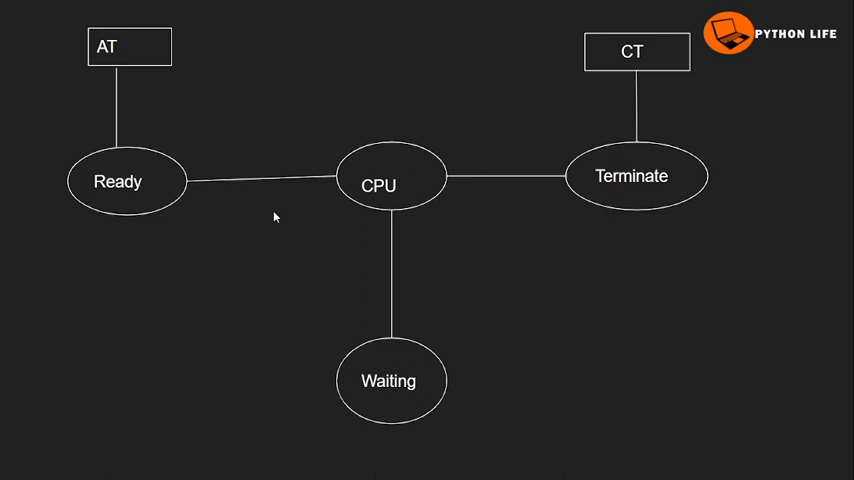 AT
CT
PYTHON LIFE
Ready
CPU
Terminate
Waiting